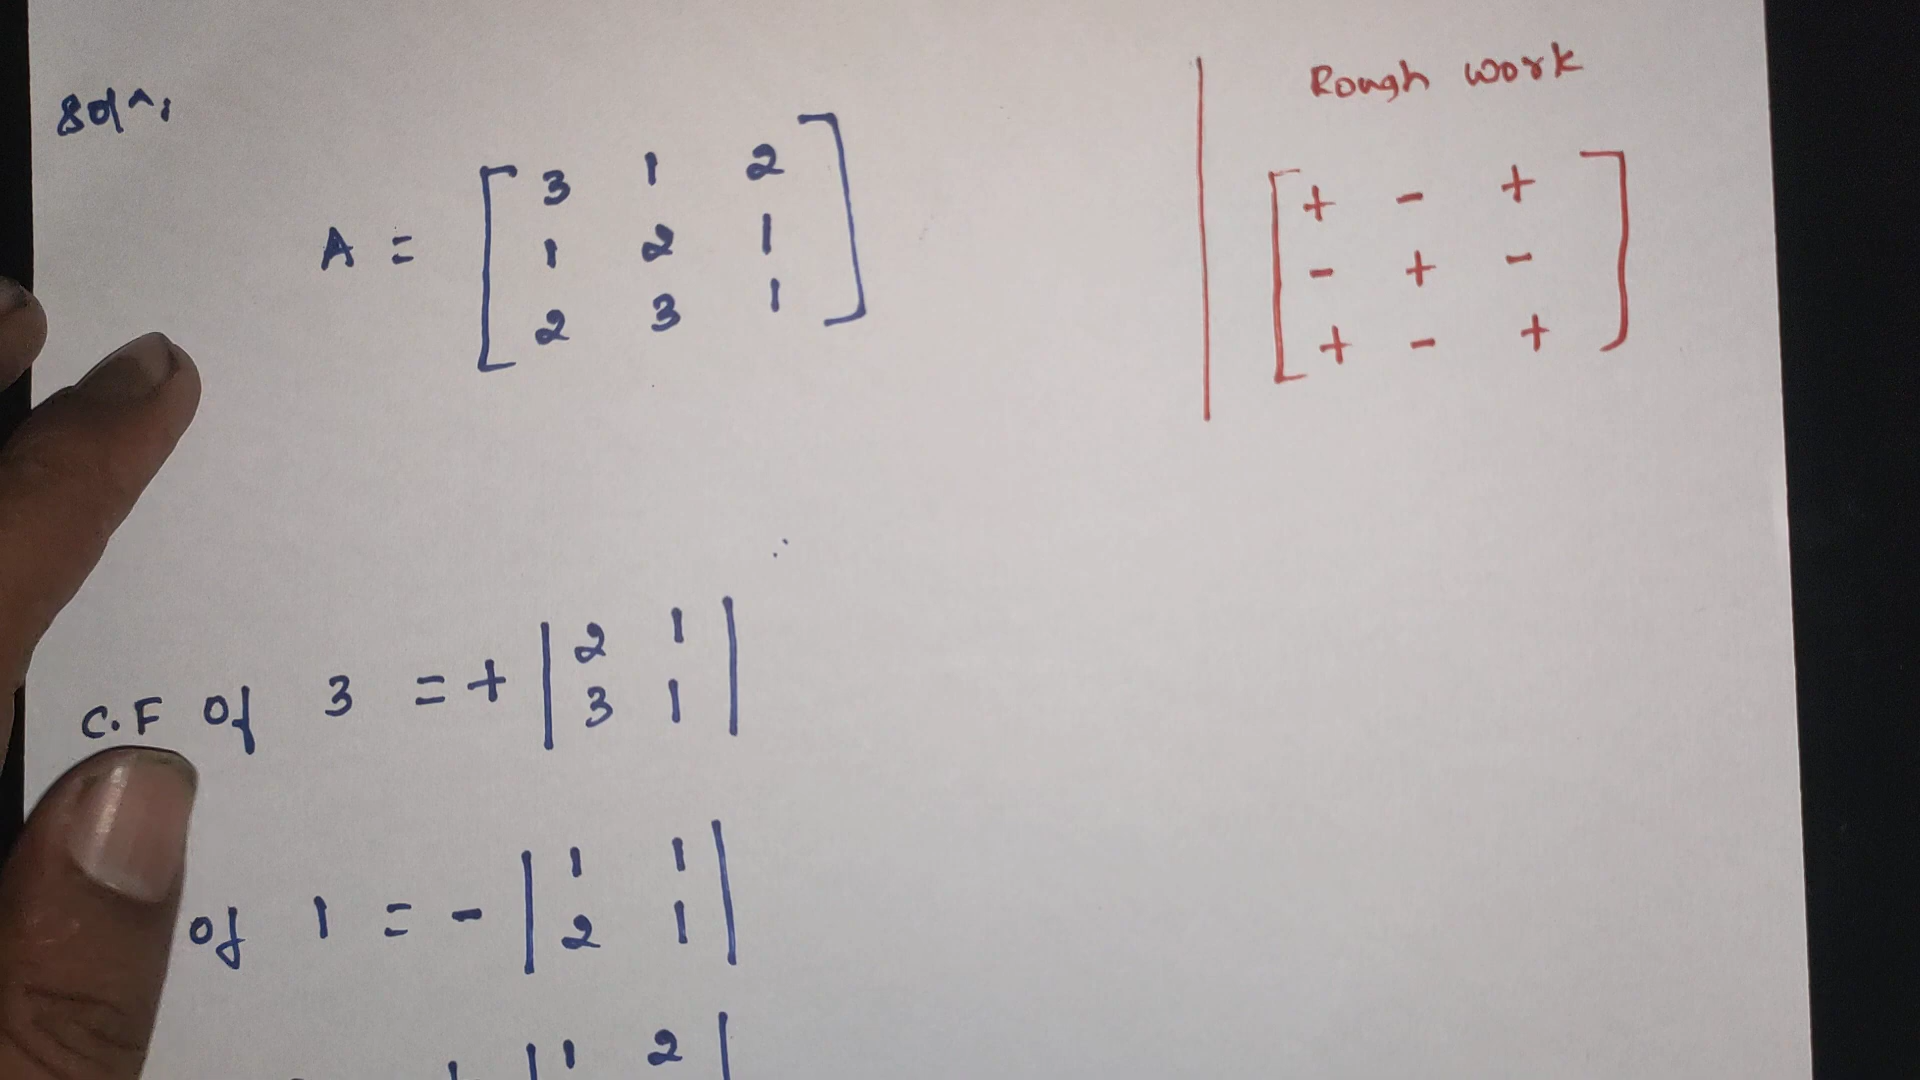 Soln,
Rough work
A = [ 3 1 2
1 2 1
2 3 1 ]
[ + - +
- + -
+ - + ]
C.F of 3 = + | 2 1
3 1 |
of 1 = - | 1 1
2 1 |
| 1 2 |